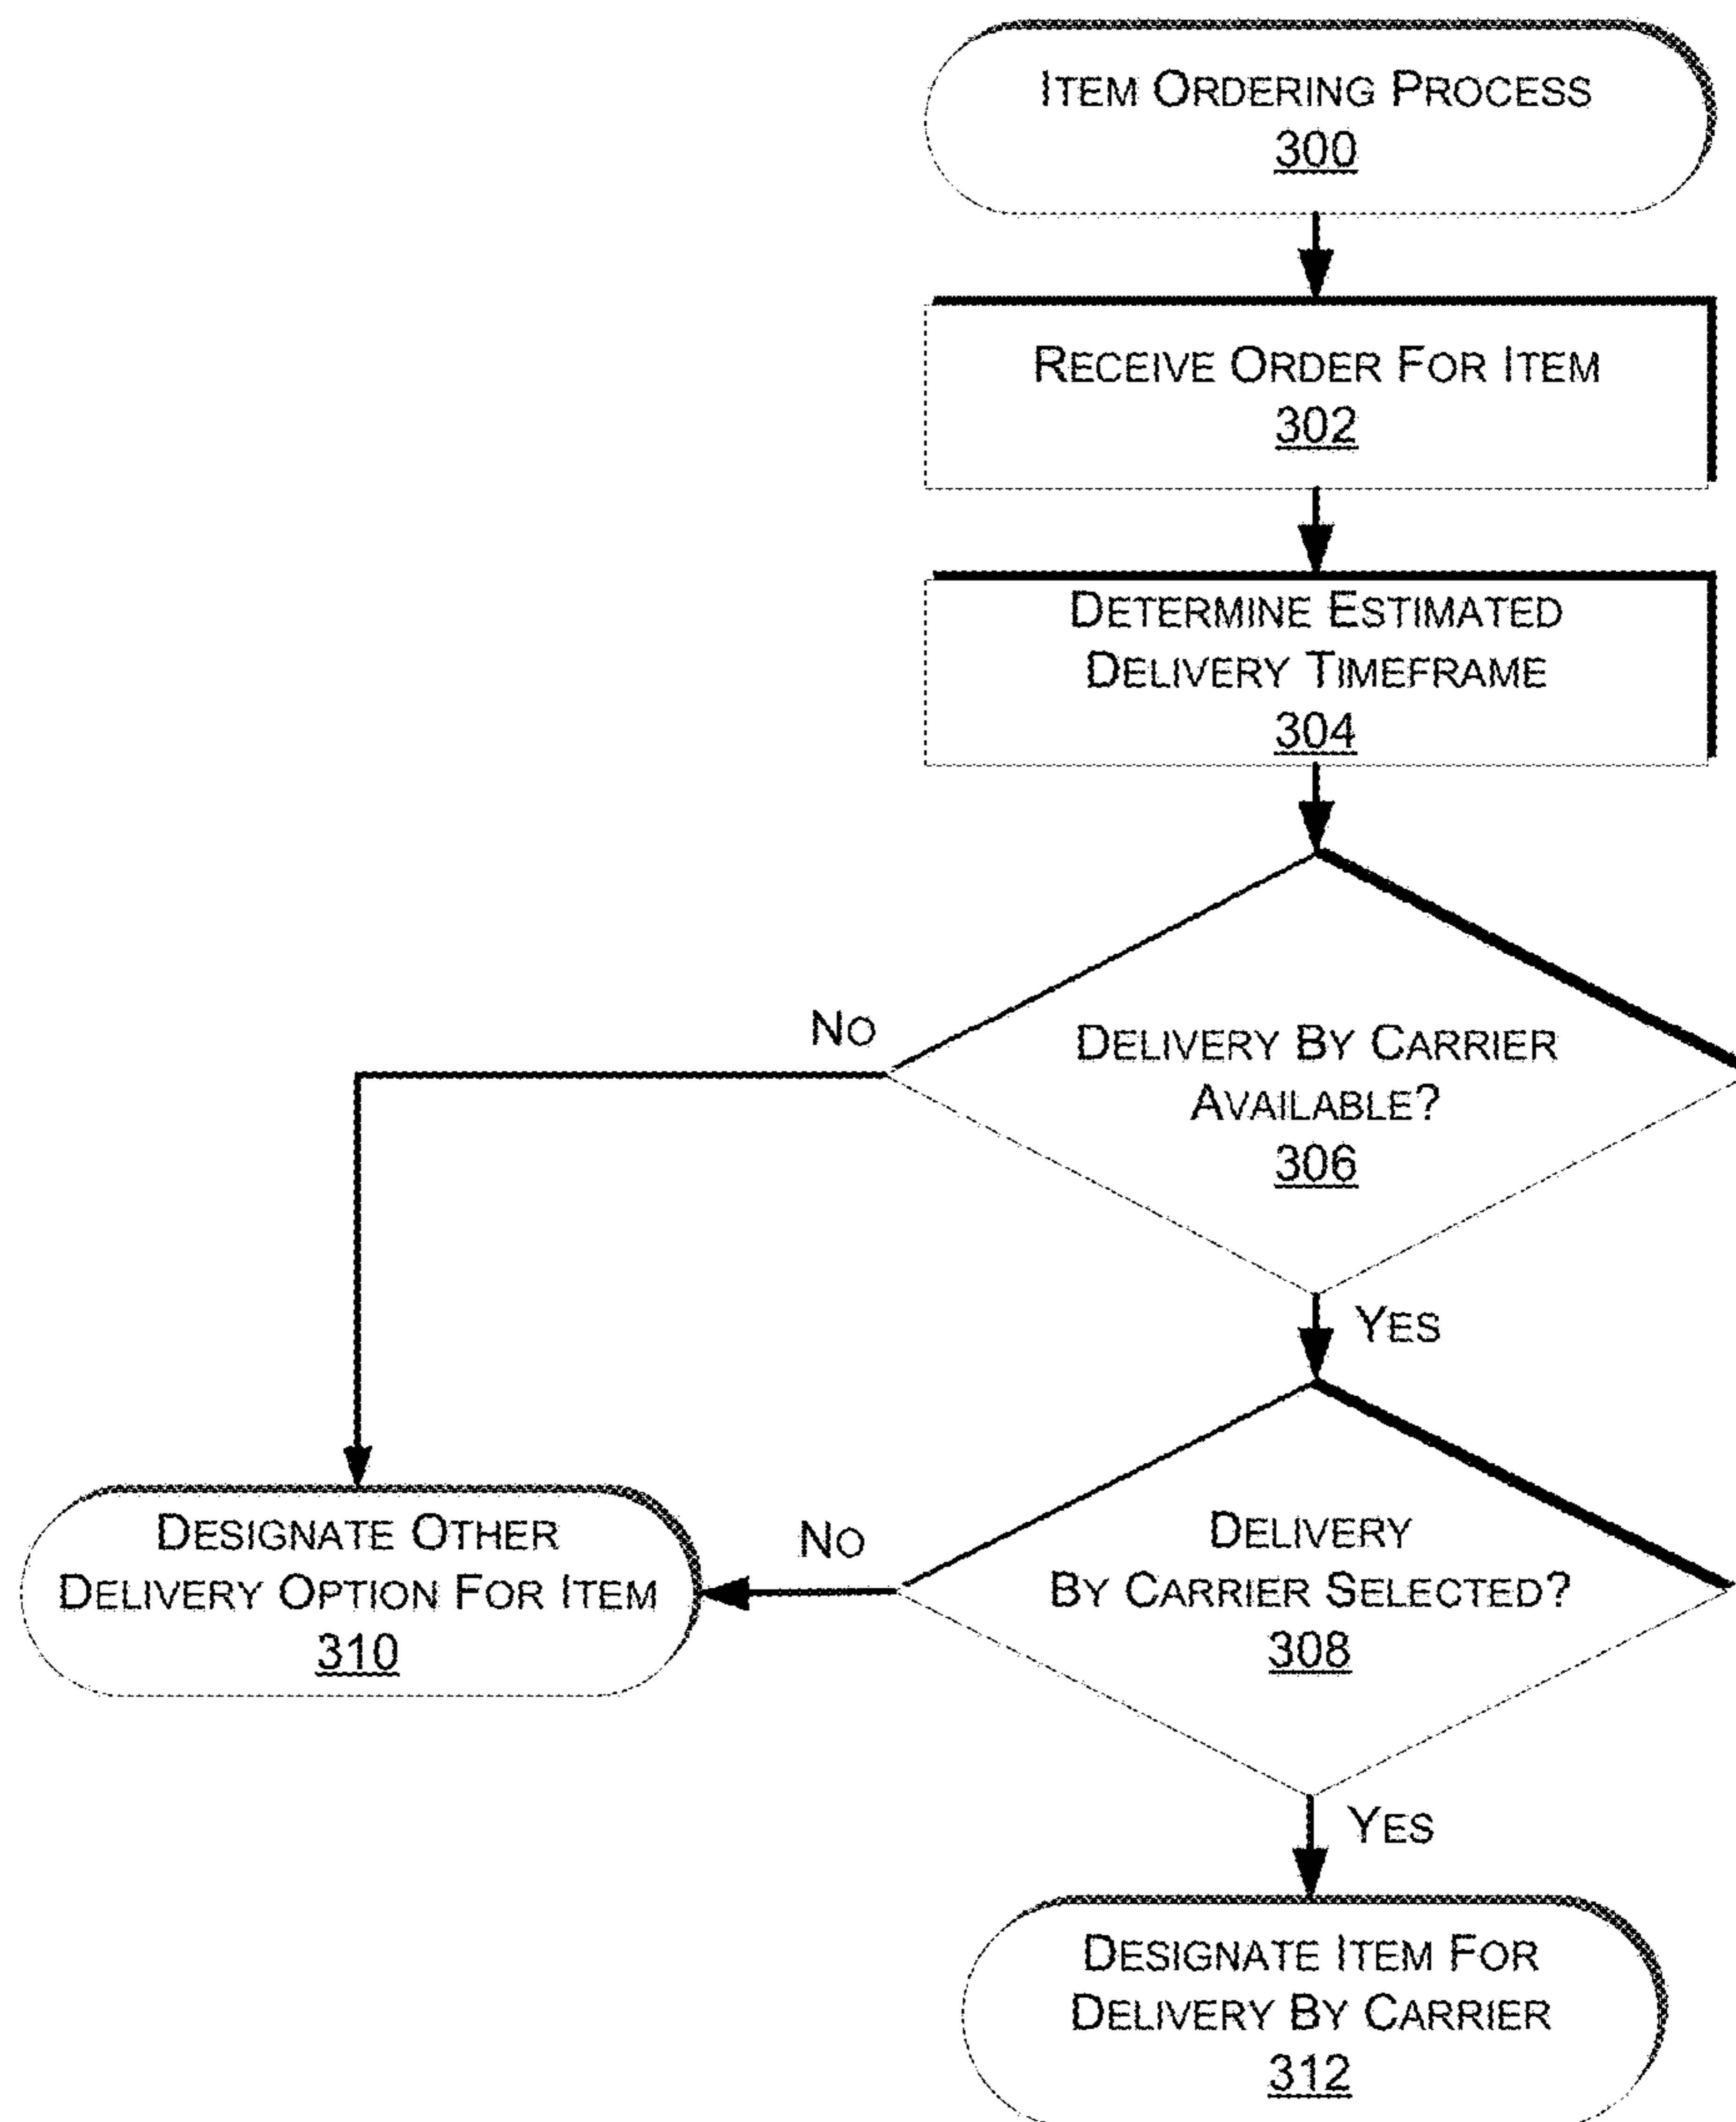 ITEM ORDERING PROCESS
300
RECEIVE ORDER FOR ITEM
302
DETERMINE ESTIMATED
DELIVERY TIMEFRAME
304
NO
DELIVERY BY CARRIER
AVAILABLE?
306
YES
DESIGNATE OTHER
DELIVERY OPTION FOR ITEM
310
NO
DELIVERY
BY CARRIER SELECTED?
308
YES
DESIGNATE ITEM FOR
DELIVERY BY CARRIER
312